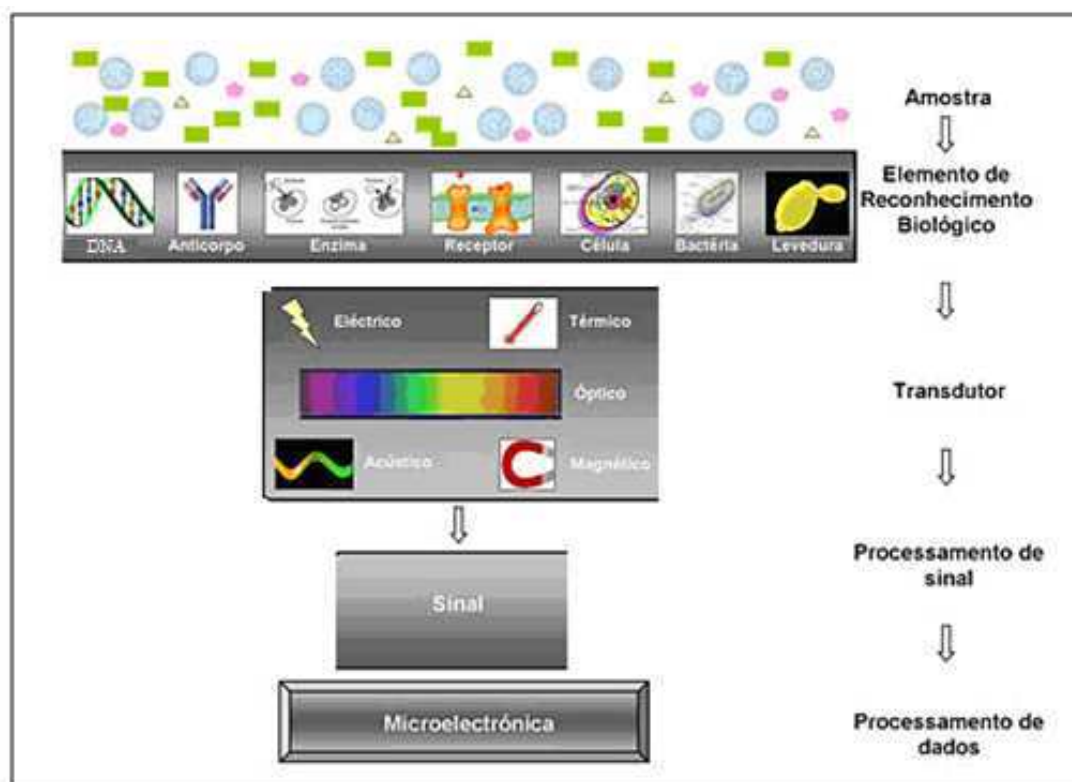 Amostra
Elemento de
Reconhecimento
Biológico
DNA Anticorpo Enzima Receptor Célula Bactéria Levedura
Eléctrico Térmico
Óptico
Transdutor
Acústico Magnético
Processamento de
sinal
Sinal
Microelectrónica
Processamento de
dados